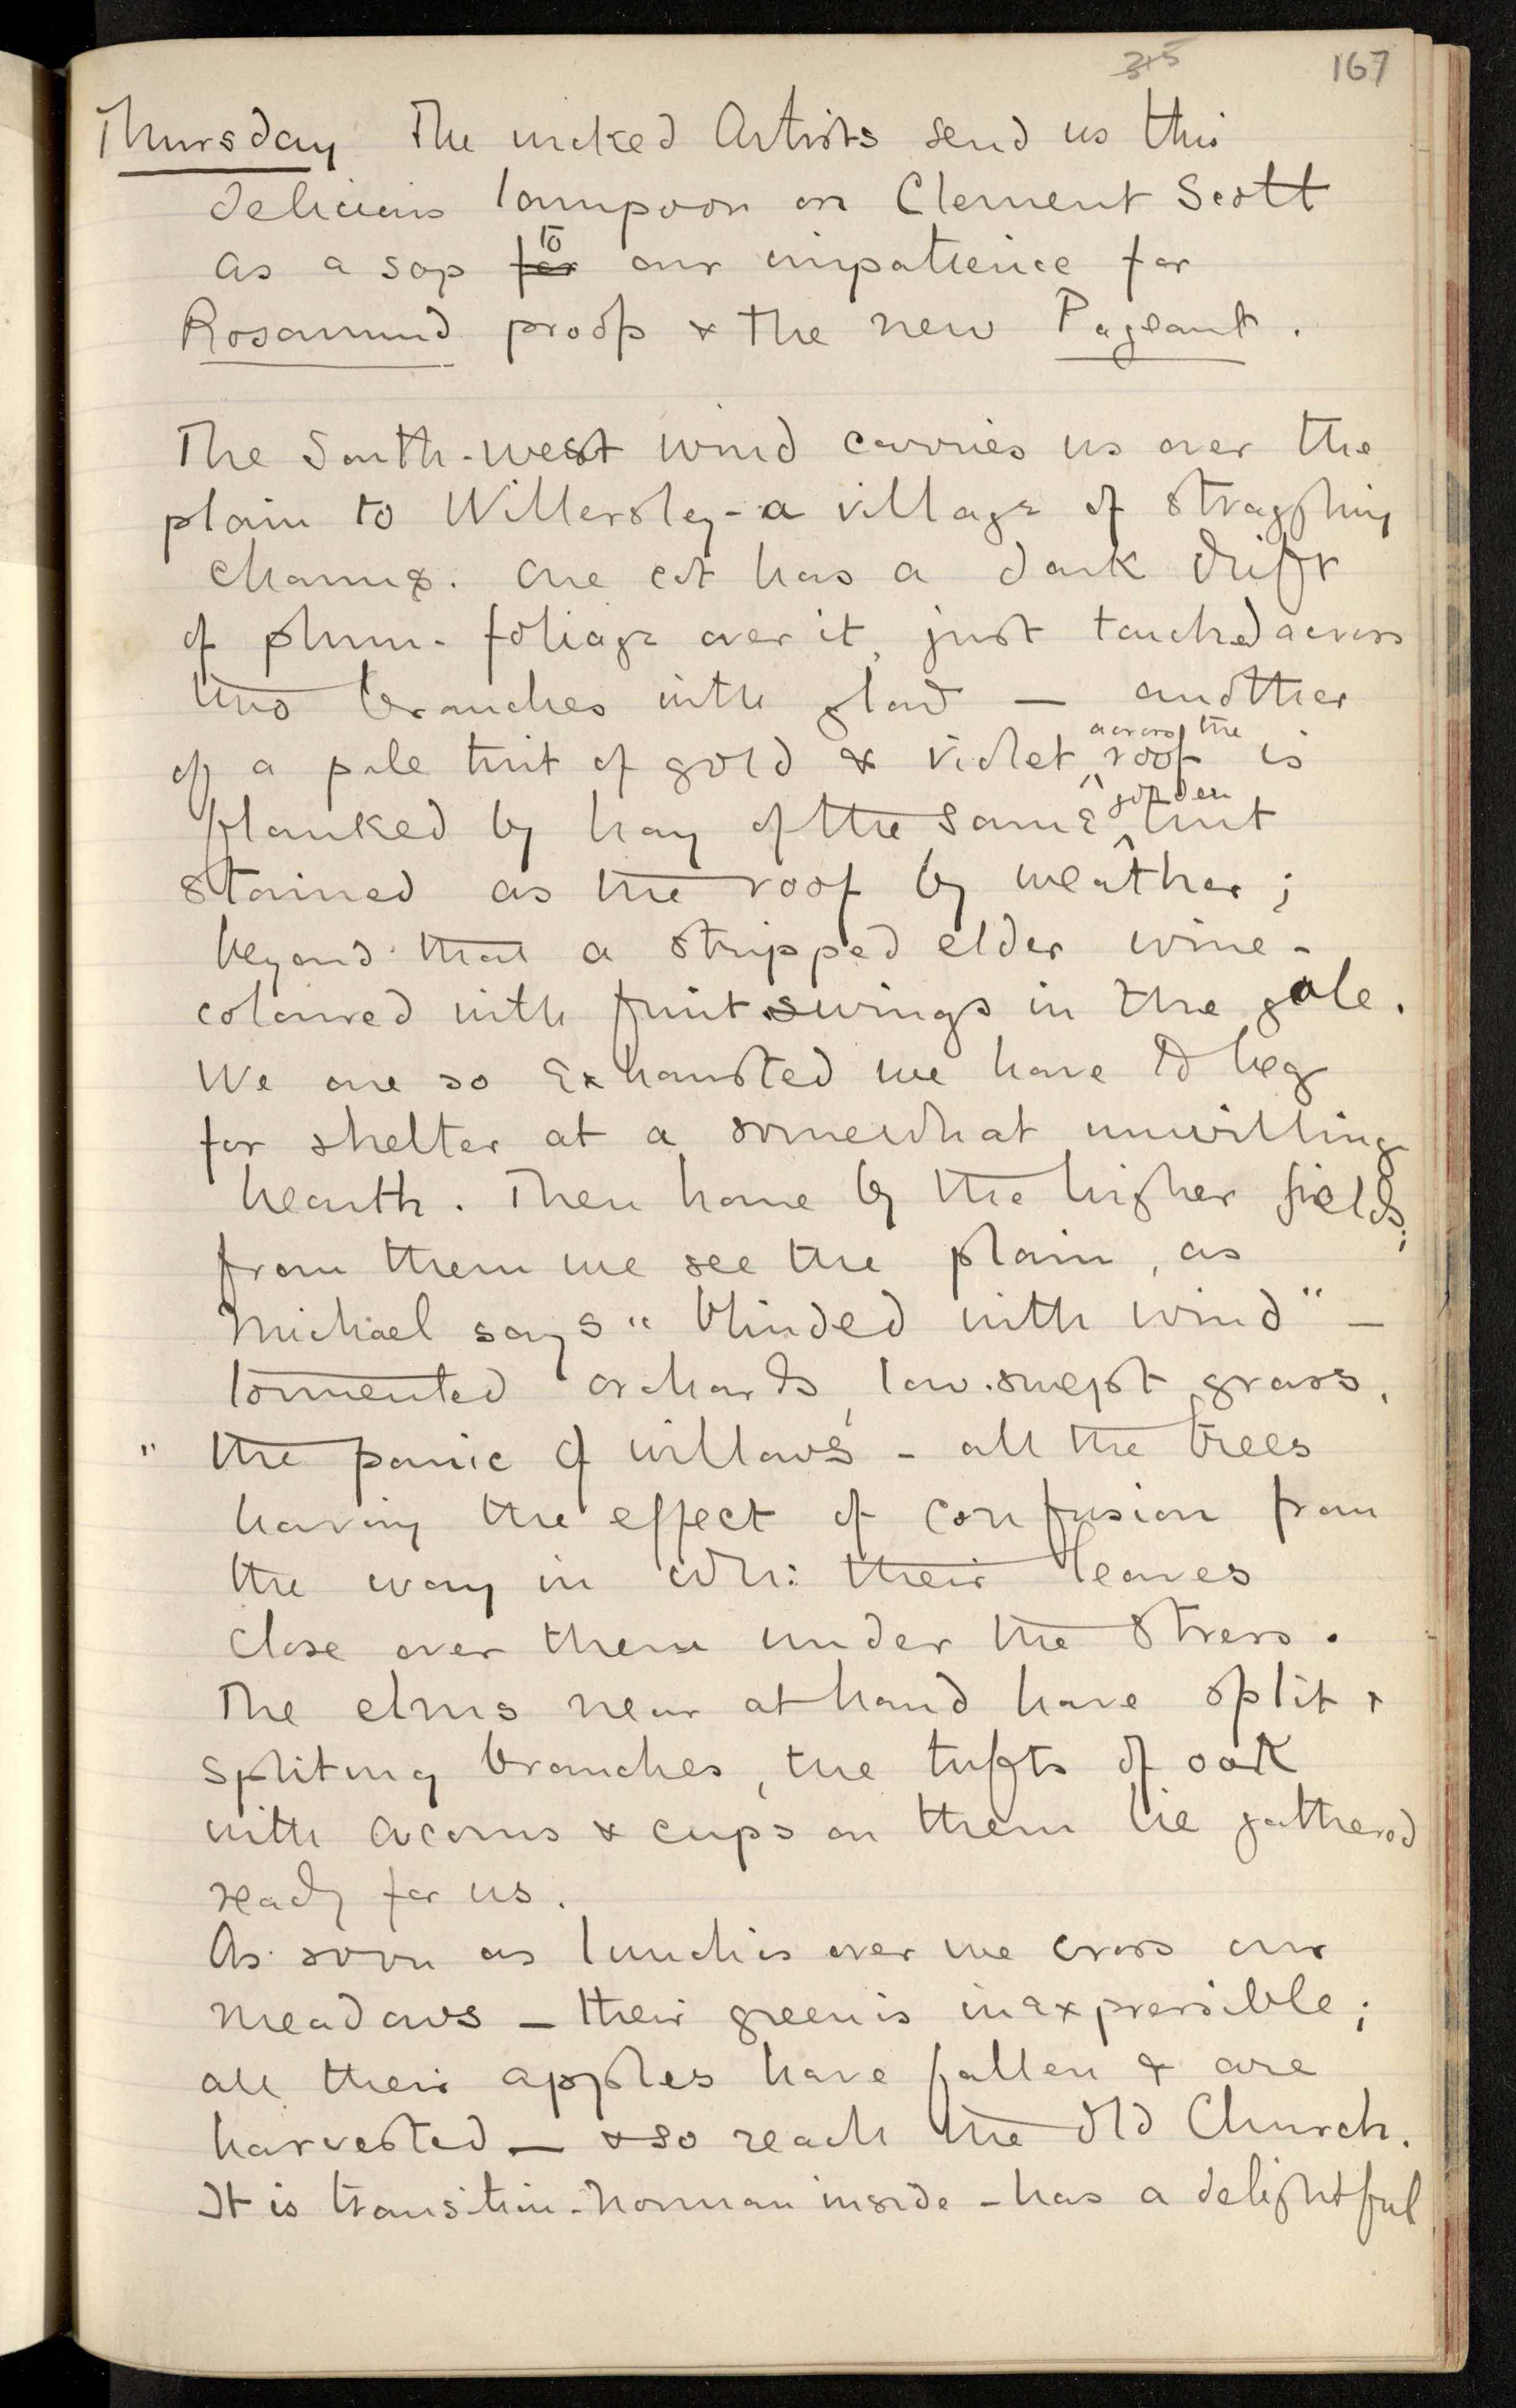 315 167
Thursday The wicked Artists send us this
delicious lampoon on Clement Scott
as a sop for to our impatience for
Rosamund proofs & the new Pageant.
The South-west wind carries us over the
plain to Willersley - a village of straggling
charms. One cot has a dark drift
of plum-foliage over it, just touched across
two branches with glow — another
of a pale tint of gold & violet across the roof is
flanked by hay of the same golden tint
stained as the roof by weather;
beyond that a stripped elder wine-
coloured with fruit swings in the gale.
We are so exhausted we have to beg
for shelter at a somewhat unwilling
hearth. Then home by the higher fields;
from them we see the plain, as
Michael says "blinded with wind" —
tormented orchards, low-swept grass,
"the panic of willows' - all the trees
having the effect of confusion from
the way in wh: their leaves
close over them under the stress.
The elms near at hand have split &
spliting branches, the tufts of oak
with acorns & cups on them lie gathered
ready for us.
As soon as lunch is over we cross our
meadows — their green is inexpressible;
all their apples have fallen & are
harvested — & so reach the old Church.
It is transition-Norman inside - has a delightful